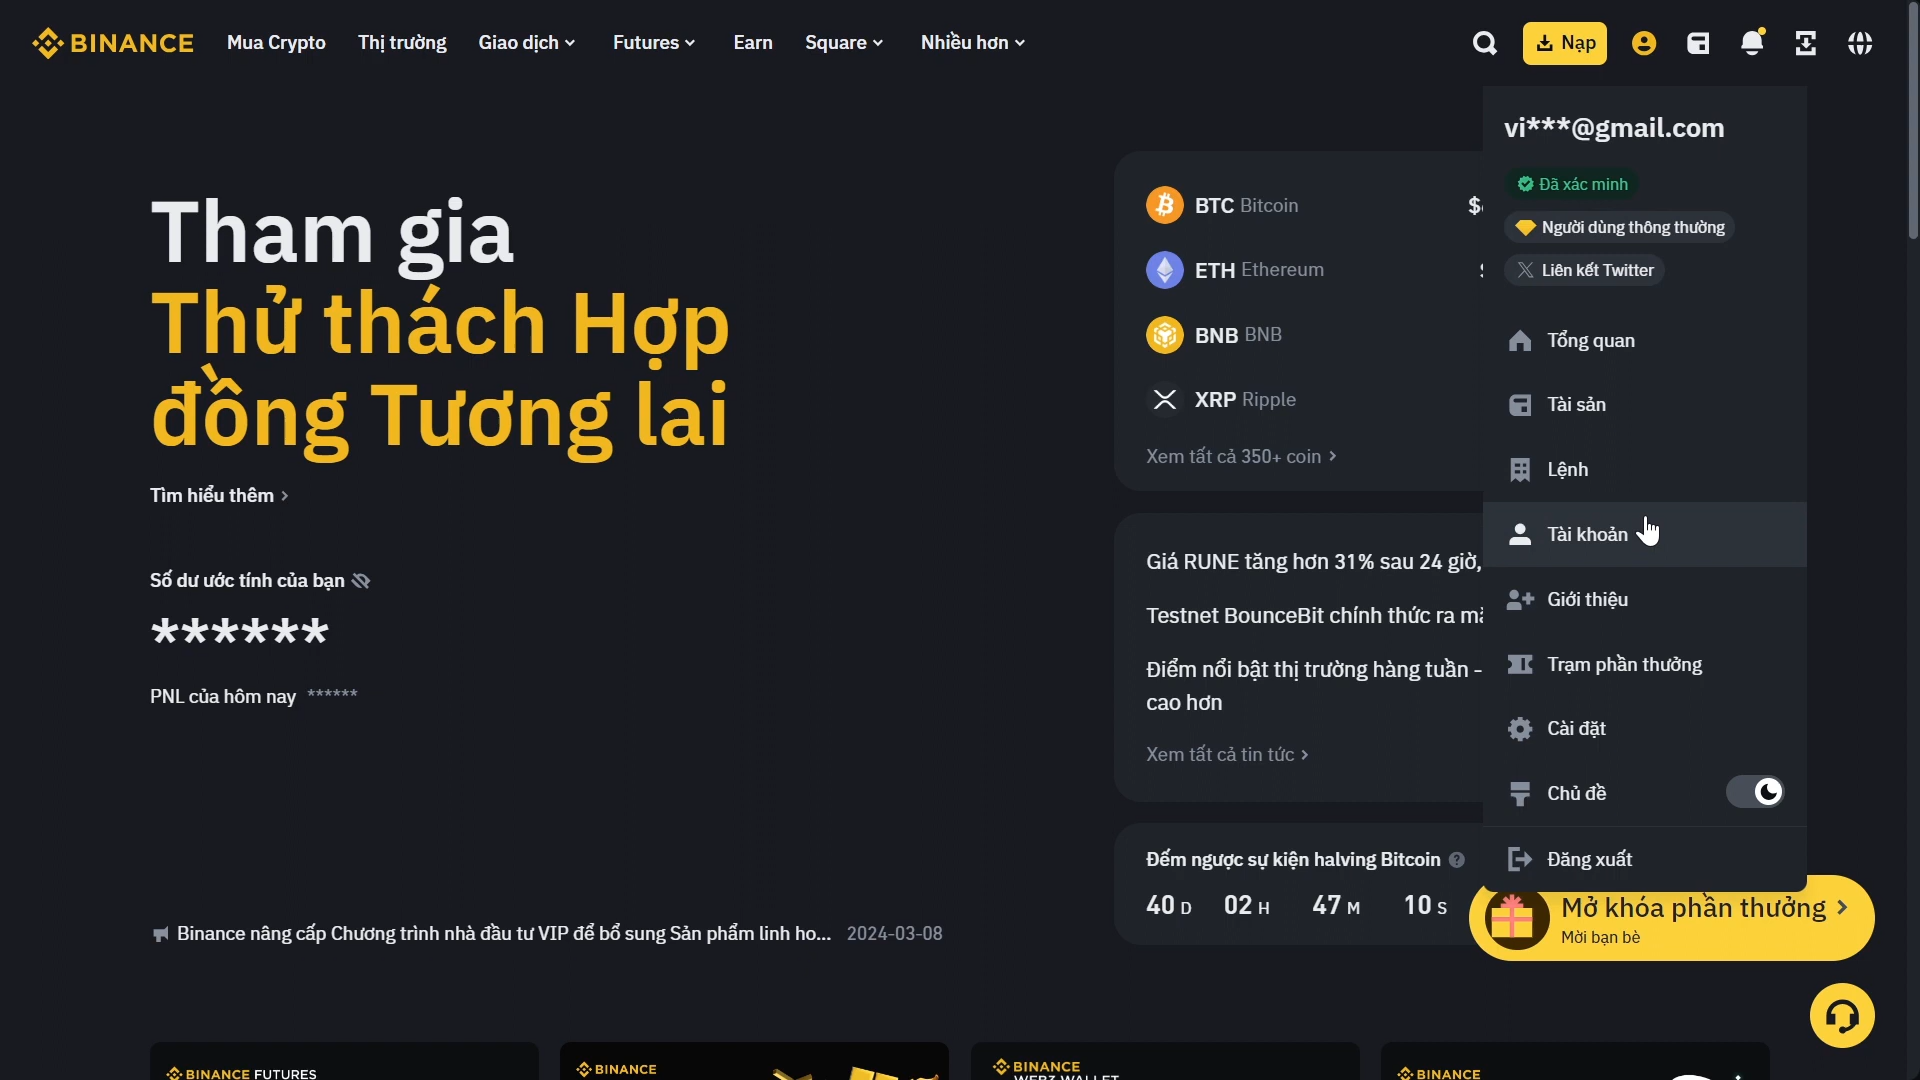 BINANCE
Mua Crypto
Thị trường
Giao dịch
Futures
Earn
Square
Nhiều hơn
Nạp
vi***@gmail.com
Đã xác minh
Người dùng thông thường
Liên kết Twitter
Tổng quan
Tài sản
Lệnh
Tài khoản
Giới thiệu
Trạm phần thưởng
Cài đặt
Chủ đề
Đăng xuất
Tham gia
Thử thách Hợp
đồng Tương lai
Tìm hiểu thêm
Số dư ước tính của bạn
******
PNL của hôm nay ******
Binance nâng cấp Chương trình nhà đầu tư VIP để bổ sung Sản phẩm linh ho... 2024-03-08
BTC Bitcoin
ETH Ethereum
BNB BNB
XRP Ripple
Xem tất cả 350+ coin
Giá RUNE tăng hơn 31% sau 24 giờ,
Testnet BounceBit chính thức ra
Điểm nổi bật thị trường hàng tuần -
cao hơn
Xem tất cả tin tức
Đếm ngược sự kiện halving Bitcoin
40 D 02 H 47 M 10 S
Mở khóa phần thưởng
Mời bạn bè
BINANCE FUTURES
BINANCE
BINANCE
WEB3 WALLET
BINANCE